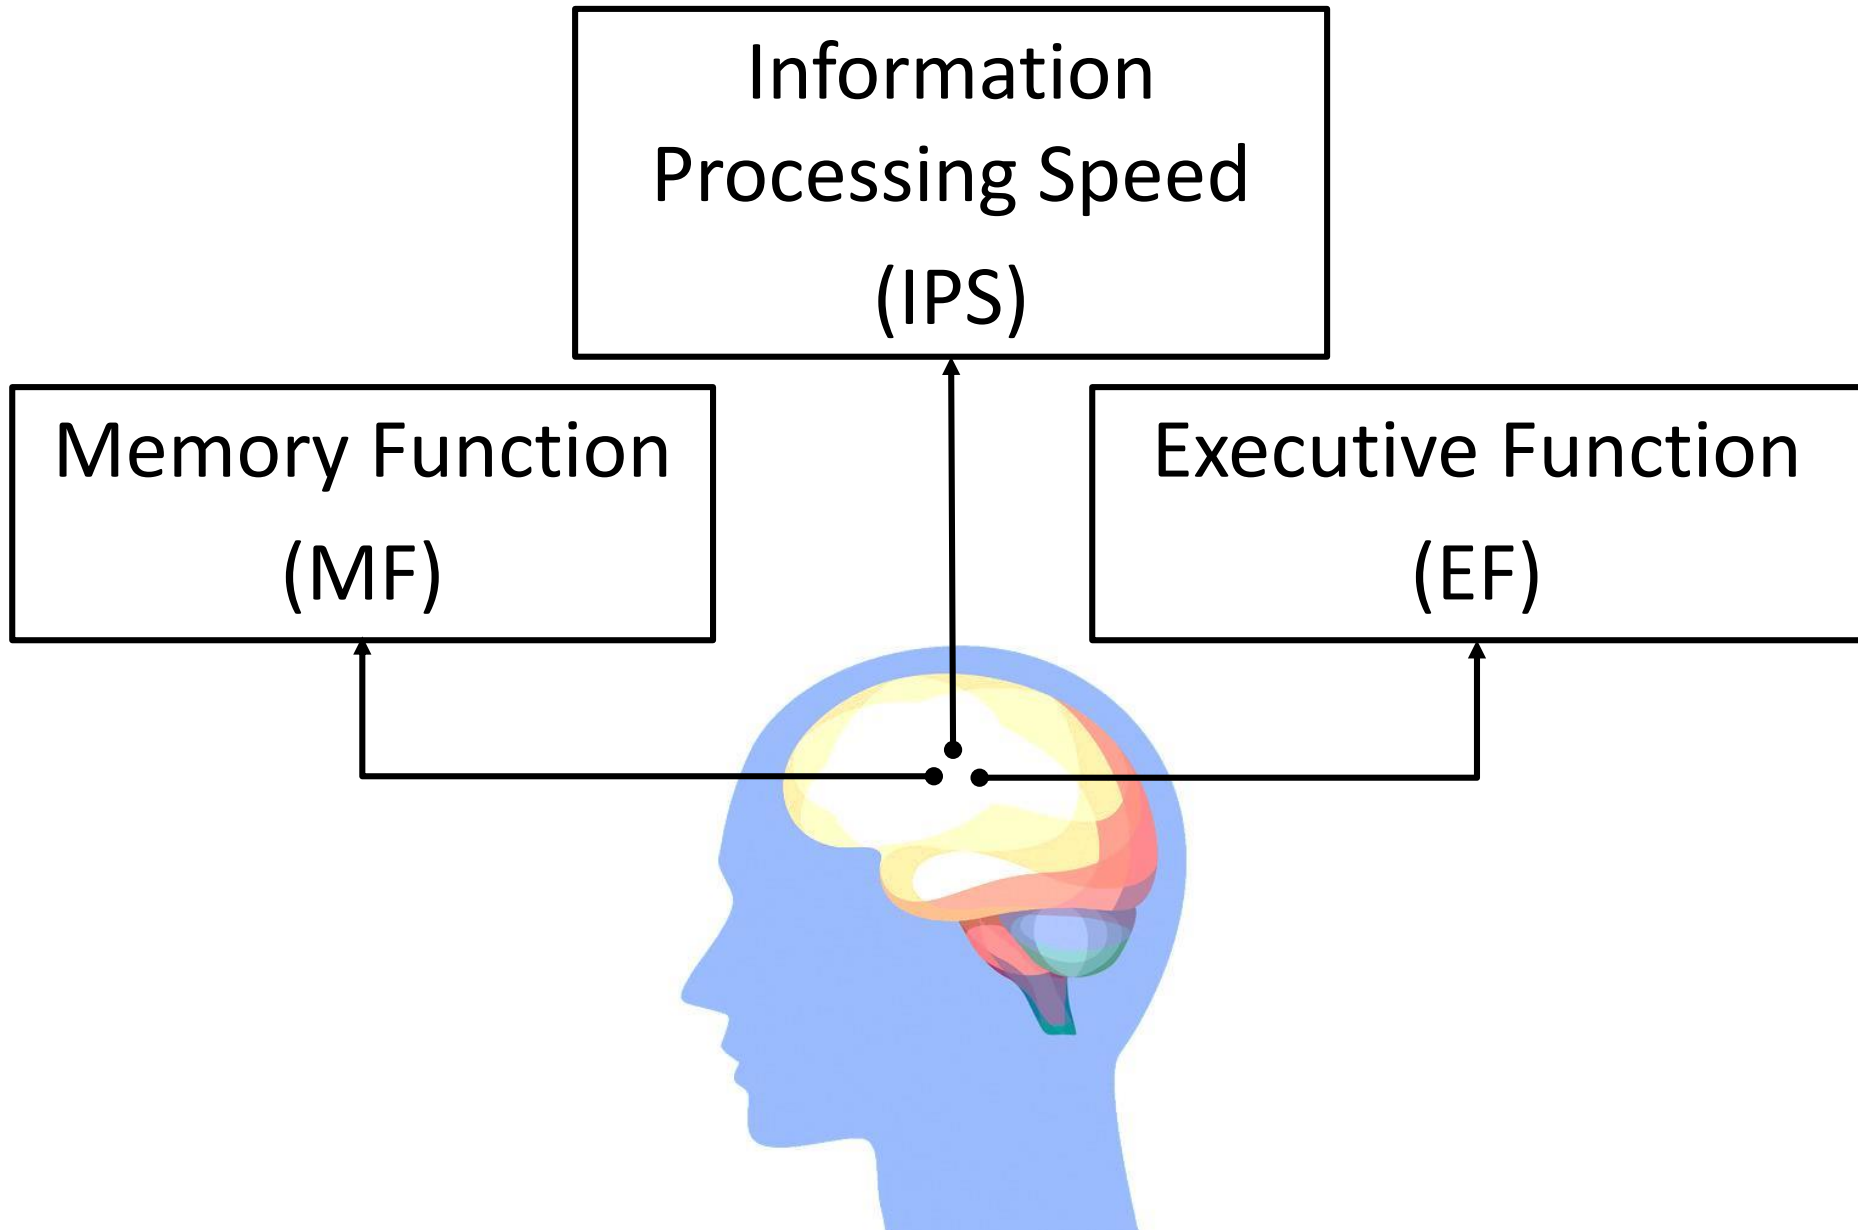 Information
Processing Speed
(IPS)
Memory Function
(MF)
Executive Function
(EF)